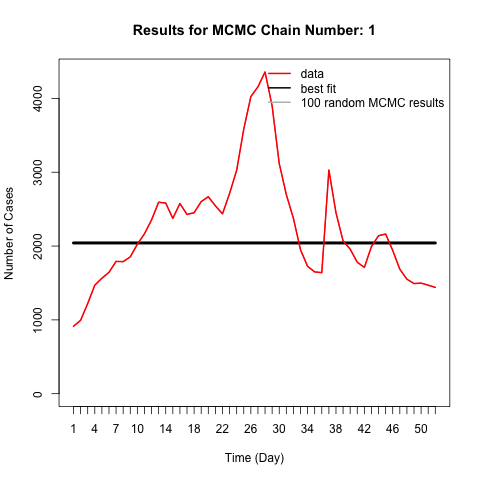 Results for MCMC Chain Number: 1
data
best fit
100 random MCMC results
Number of Cases
4000
3000
2000
1000
0
1 4 7 10 14 18 22 26 30 34 38 42 46 50
Time (Day)